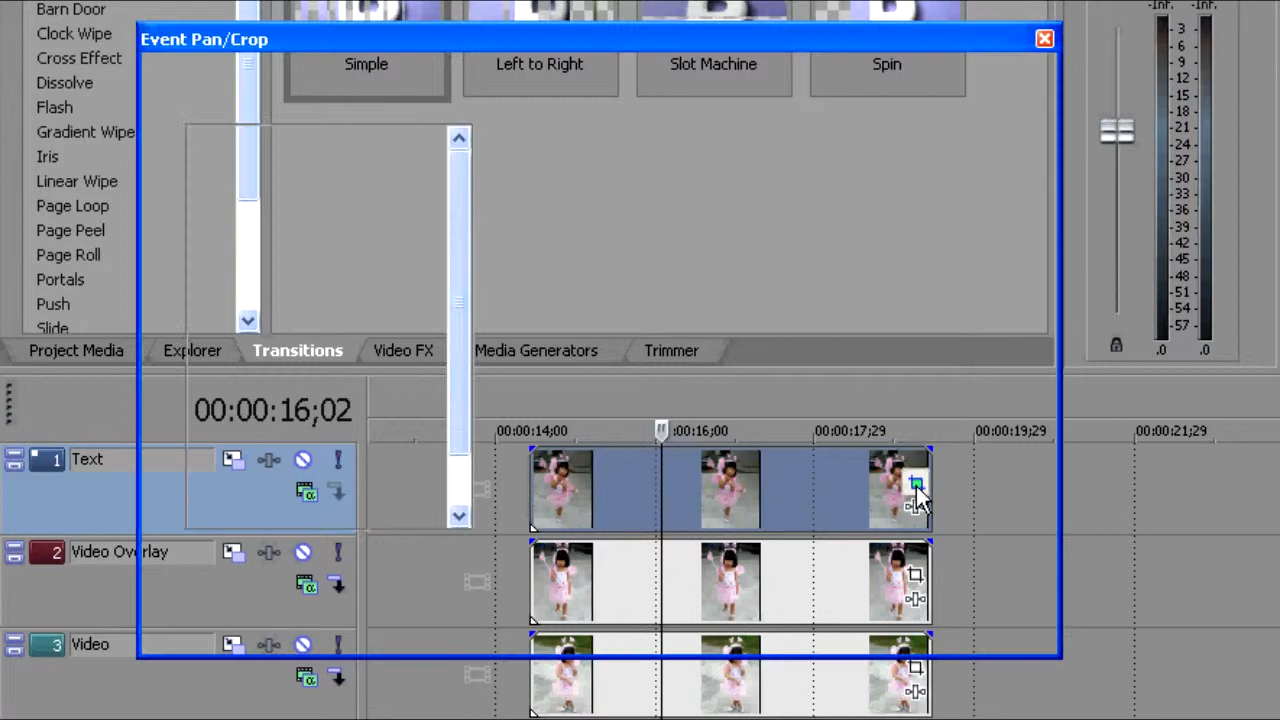 Barn Door
Clock Wipe
Cross Effect
Dissolve
Flash
Gradient Wipe
Iris
Linear Wipe
Page Loop
Page Peel
Page Roll
Portals
Push
Slide
Event Pan/Crop
Simple
Left to Right
Slot Machine
Spin
-Inf. -Inf.
3
6
9
12
15
18
21
24
27
30
33
36
39
42
45
48
51
54
57
.0 .0
Project Media
Explorer
Transitions
Video FX
Media Generators
Trimmer
00:00:16;02
00:00:14;00
:00:16;00
00:00:17;29
00:00:19;29
00:00:21;29
1 Text
2 Video Overlay
3 Video